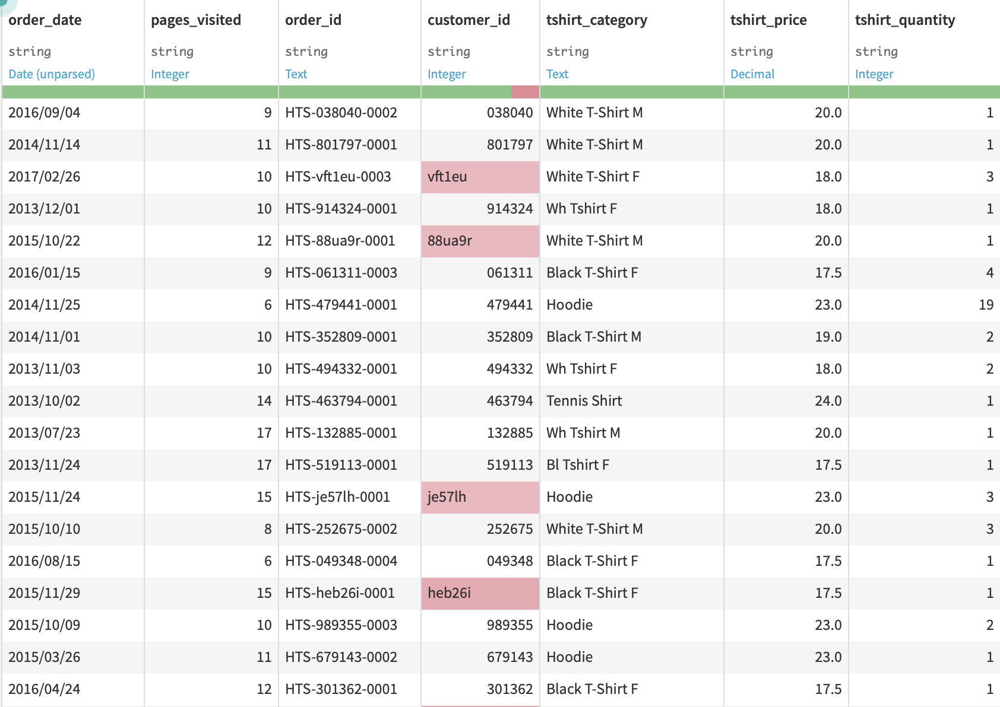 order_date pages_visited order_id customer_id tshirt_category tshirt_price tshirt_quantity
string string string string string string string
Date (unparsed) Integer Text Integer Text Decimal Integer
2016/09/04 9 HTS-038040-0002 038040 White T-Shirt M 20.0 1
2014/11/14 11 HTS-801797-0001 801797 White T-Shirt M 20.0 1
2017/02/26 10 HTS-vft1eu-0003 vft1eu White T-Shirt F 18.0 3
2013/12/01 10 HTS-914324-0001 914324 Wh Tshirt F 18.0 1
2015/10/22 12 HTS-88ua9r-0001 88ua9r White T-Shirt M 20.0 1
2016/01/15 9 HTS-061311-0003 061311 Black T-Shirt F 17.5 4
2014/11/25 6 HTS-479441-0001 479441 Hoodie 23.0 19
2014/11/01 10 HTS-352809-0001 352809 Black T-Shirt M 19.0 2
2013/11/03 10 HTS-494332-0001 494332 Wh Tshirt F 18.0 2
2013/10/02 14 HTS-463794-0001 463794 Tennis Shirt 24.0 1
2013/07/23 17 HTS-132885-0001 132885 Wh Tshirt M 20.0 1
2013/11/24 17 HTS-519113-0001 519113 Bl Tshirt F 17.5 1
2015/11/24 15 HTS-je57lh-0001 je57lh Hoodie 23.0 3
2015/10/10 8 HTS-252675-0002 252675 White T-Shirt M 20.0 3
2016/08/15 6 HTS-049348-0004 049348 Black T-Shirt F 17.5 1
2015/11/29 15 HTS-heb26i-0001 heb26i Black T-Shirt F 17.5 1
2015/10/09 10 HTS-989355-0003 989355 Hoodie 23.0 2
2015/03/26 11 HTS-679143-0002 679143 Hoodie 23.0 1
2016/04/24 12 HTS-301362-0001 301362 Black T-Shirt F 17.5 1